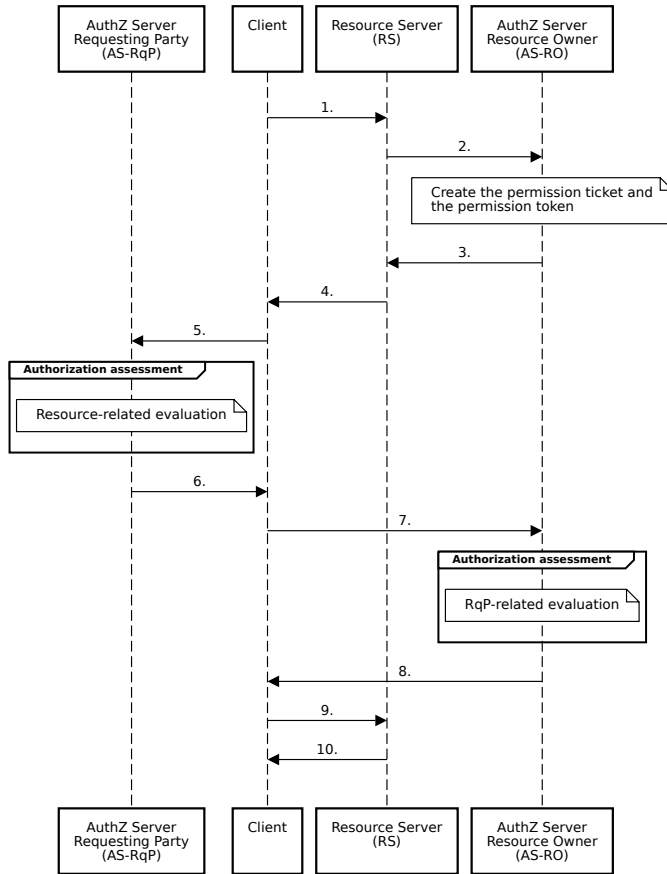 AuthZ Server
Requesting Party
(AS-RqP)
Client
Resource Server
(RS)
AuthZ Server
Resource Owner
(AS-RO)
1.
2.
Create the permission ticket and
the permission token
3.
4.
5.
Authorization assessment
Resource-related evaluation
6.
7.
Authorization assessment
RqP-related evaluation
8.
9.
10.
AuthZ Server
Requesting Party
(AS-RqP)
Client
Resource Server
(RS)
AuthZ Server
Resource Owner
(AS-RO)